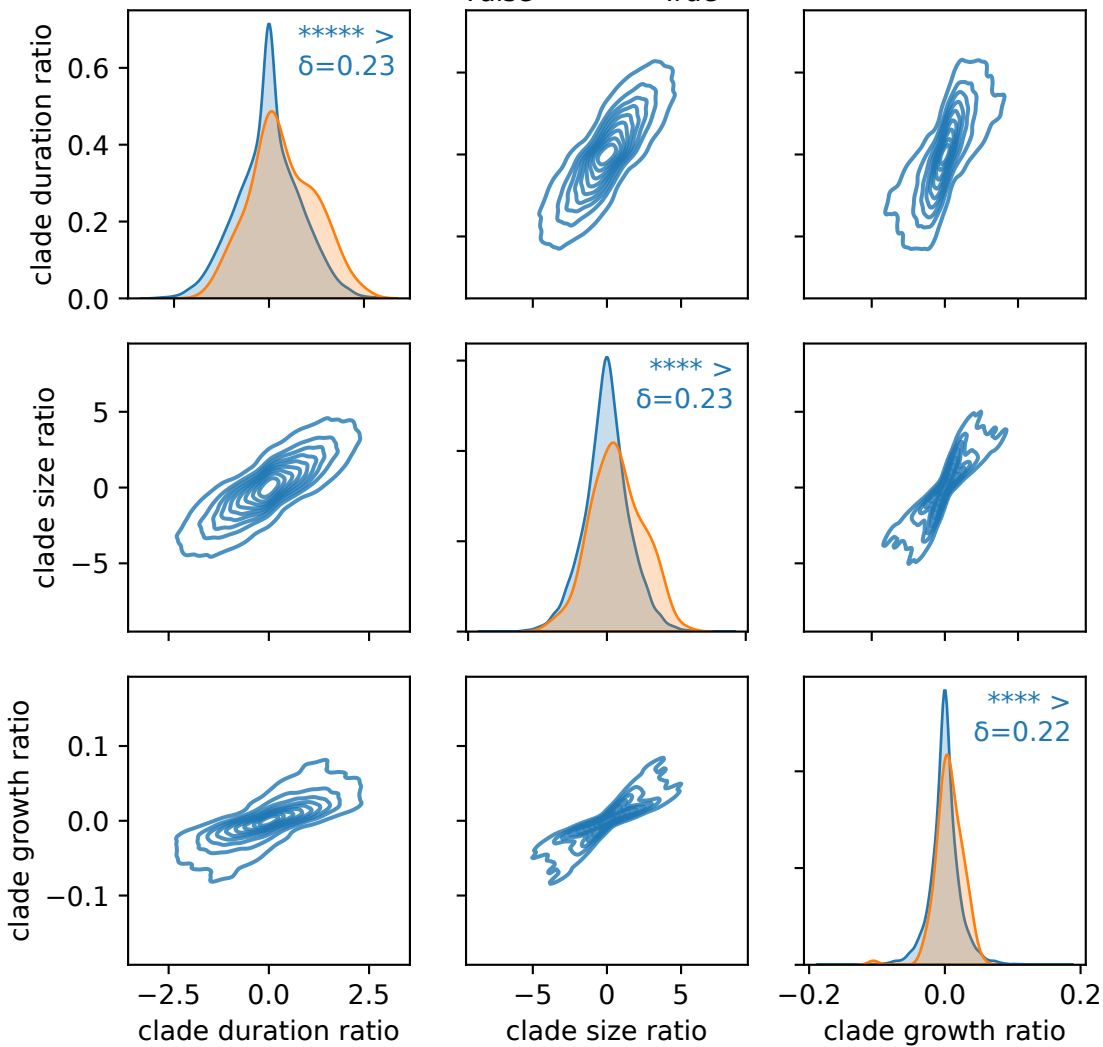 ***** >
δ=0.23
clade duration ratio
0.6
0.4
0.2
0.0
**** >
δ=0.23
clade size ratio
5
0
−5
**** >
δ=0.22
clade growth ratio
0.1
0.0
−0.1
−2.5 0.0 2.5
−5 0 5
−0.2 0.0 0.2
clade duration ratio
clade size ratio
clade growth ratio